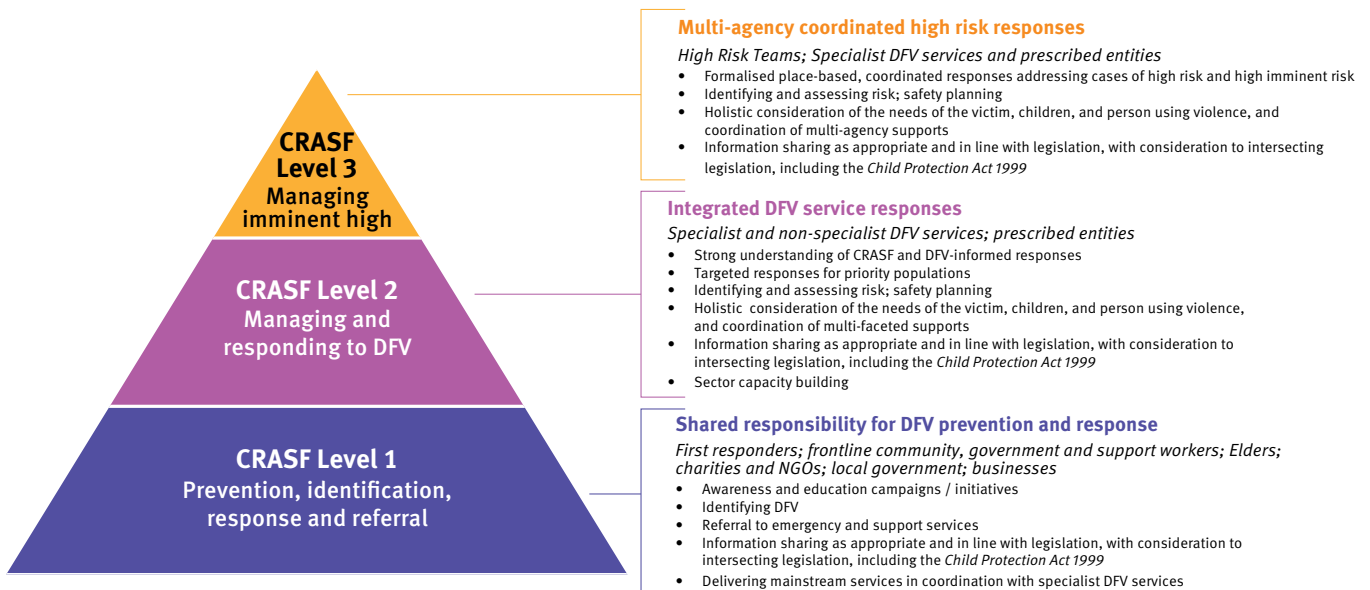 CRASF
Level 3
Managing
imminent high
CRASF Level 2
Managing and
responding to DFV
CRASF Level 1
Prevention, identification,
response and referral
Multi-agency coordinated high risk responses
High Risk Teams; Specialist DFV services and prescribed entities
• Formalised place-based, coordinated responses addressing cases of high risk and high imminent risk
• Identifying and assessing risk; safety planning
• Holistic consideration of the needs of the victim, children, and person using violence, and
coordination of multi-agency supports
• Information sharing as appropriate and in line with legislation, with consideration to intersecting
legislation, including the Child Protection Act 1999
Integrated DFV service responses
Specialist and non-specialist DFV services; prescribed entities
• Strong understanding of CRASF and DFV-informed responses
• Targeted responses for priority populations
• Identifying and assessing risk; safety planning
• Holistic consideration of the needs of the victim, children, and person using violence,
and coordination of multi-faceted supports
• Information sharing as appropriate and in line with legislation, with consideration to
intersecting legislation, including the Child Protection Act 1999
• Sector capacity building
Shared responsibility for DFV prevention and response
First responders; frontline community, government and support workers; Elders;
charities and NGOs; local government; businesses
• Awareness and education campaigns / initiatives
• Identifying DFV
• Referral to emergency and support services
• Information sharing as appropriate and in line with legislation, with consideration to
intersecting legislation, including the Child Protection Act 1999
• Delivering mainstream services in coordination with specialist DFV services